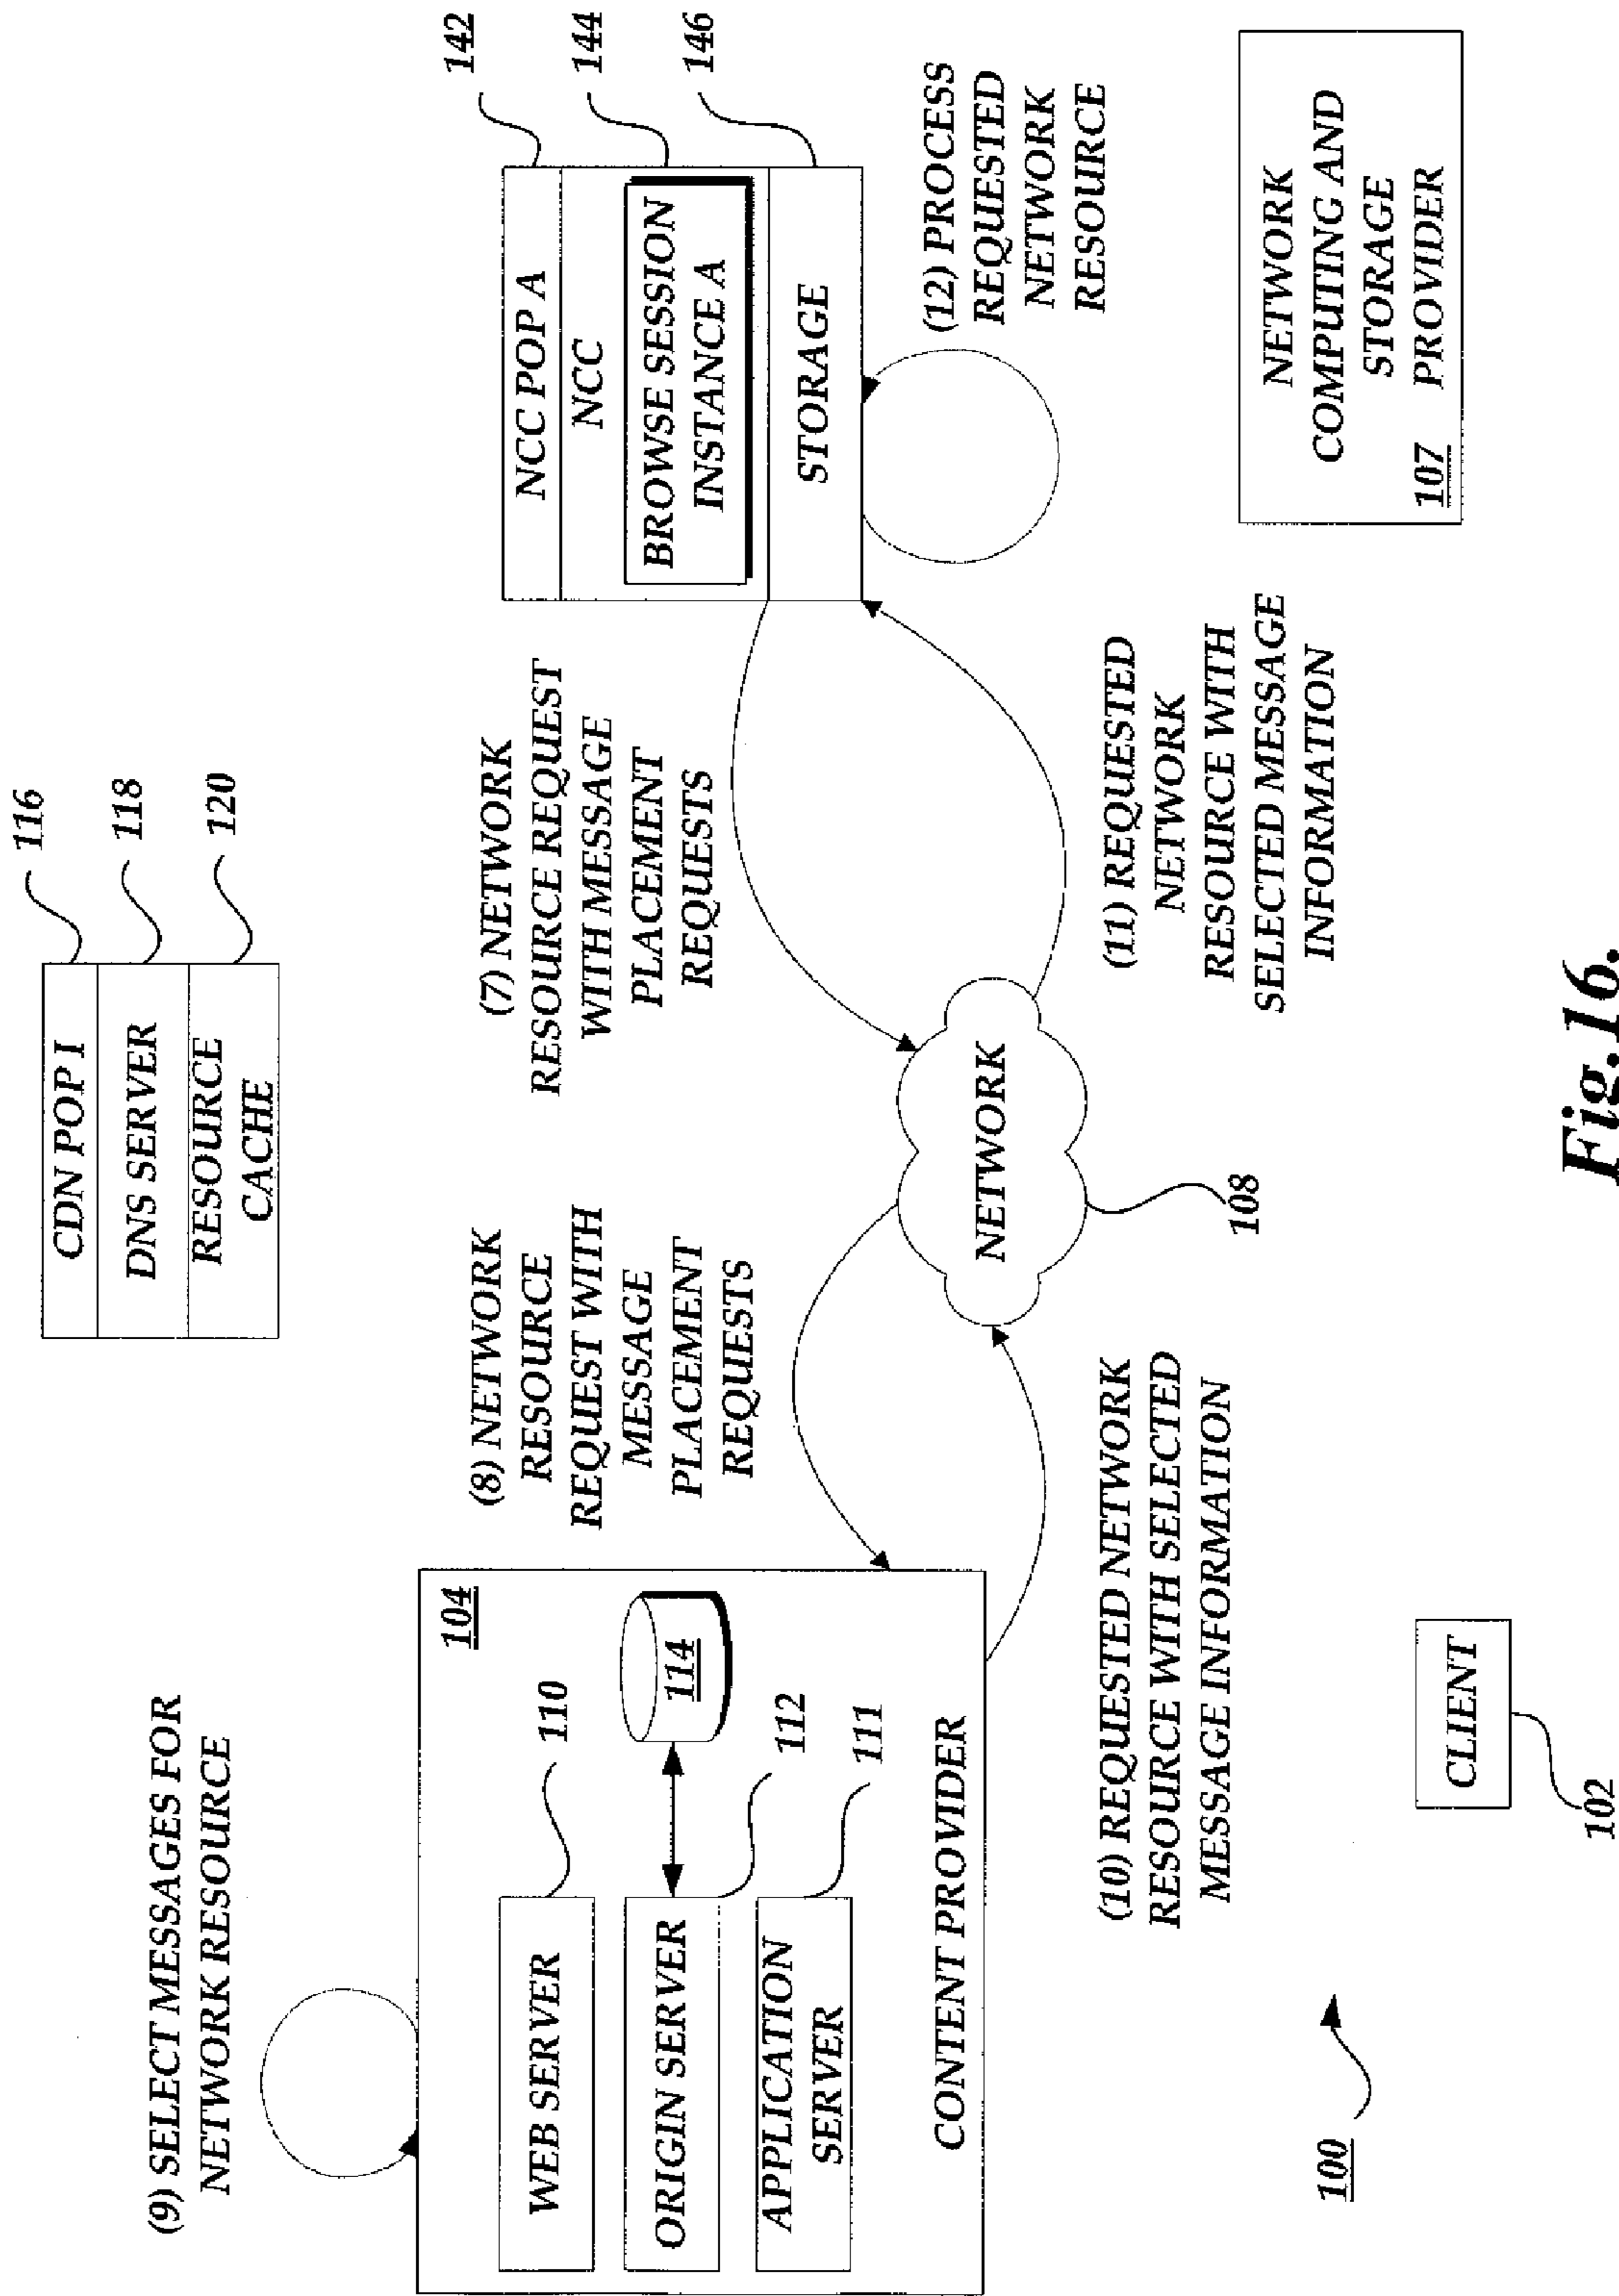 (9) SELECT MESSAGES FOR
NETWORK RESOURCE
104
WEB SERVER
110
ORIGIN SERVER
112
114
APPLICATION
SERVER
111
CONTENT PROVIDER
CDN POP I
116
DNS SERVER
118
RESOURCE
CACHE
120
(8) NETWORK
RESOURCE
REQUEST WITH
MESSAGE
PLACEMENT
REQUESTS
(7) NETWORK
RESOURCE REQUEST
WITH MESSAGE
PLACEMENT
REQUESTS
NCC POP A
142
NCC
144
BROWSE SESSION
INSTANCE A
STORAGE
146
(12) PROCESS
REQUESTED
NETWORK
RESOURCE
NETWORK
108
(10) REQUESTED NETWORK
RESOURCE WITH SELECTED
MESSAGE INFORMATION
(11) REQUESTED
NETWORK
RESOURCE WITH
SELECTED MESSAGE
INFORMATION
100
CLIENT
102
NETWORK
COMPUTING AND
STORAGE
PROVIDER
107
Fig.16.